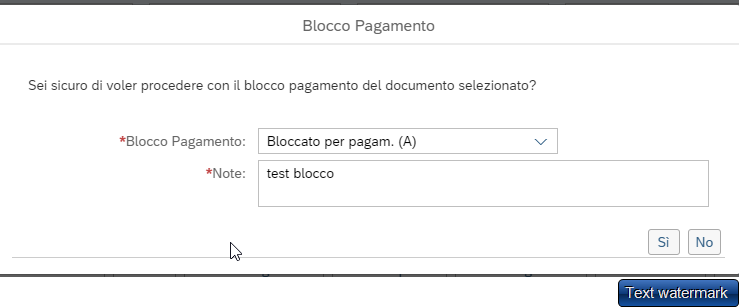 Blocco Pagamento
Sei sicuro di voler procedere con il blocco pagamento del documento selezionato?
*Blocco Pagamento: Bloccato per pagam. (A)
*Note: test blocco
Sì No
Text watermark